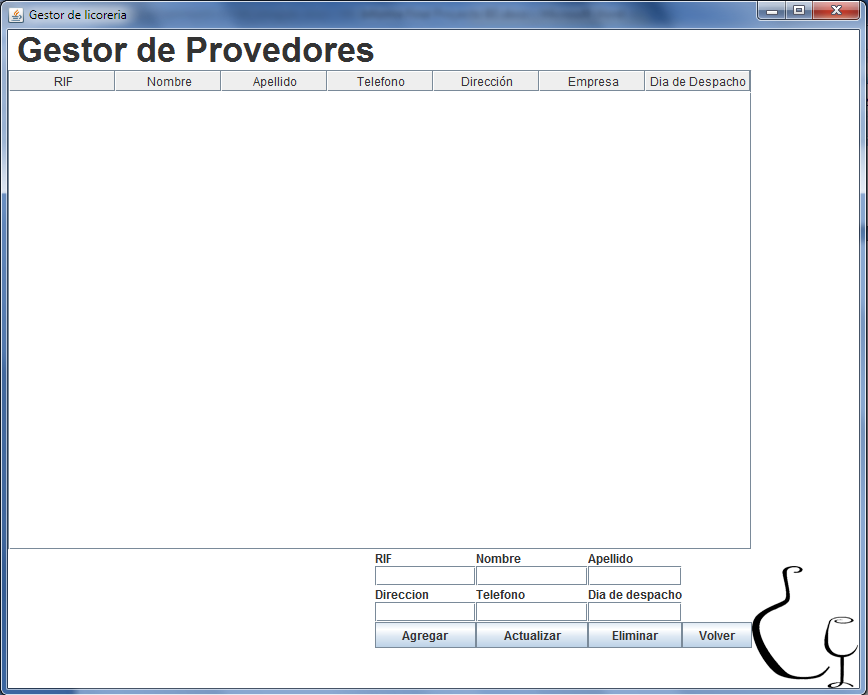 Gestor de licoreria
Gestor de Provedores
RIF Nombre Apellido Telefono Dirección Empresa Dia de Despacho
RIF Nombre Apellido
Direccion Telefono Dia de despacho
Agregar Actualizar Eliminar Volver